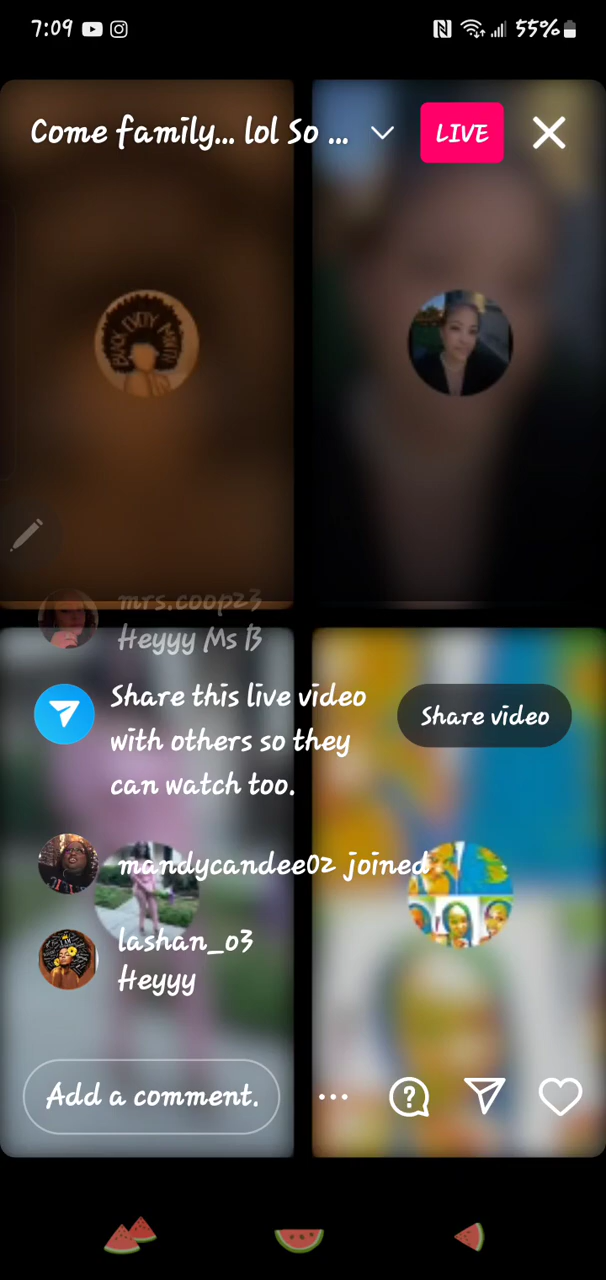 7:09
55%
Come family... lol So ...
LIVE
mrs.coop23
Heyyy Ms B
Share this live video
with others so they
can watch too.
Share video
mandycandee02 joined
lashan_03
Heyyy
Add a comment.